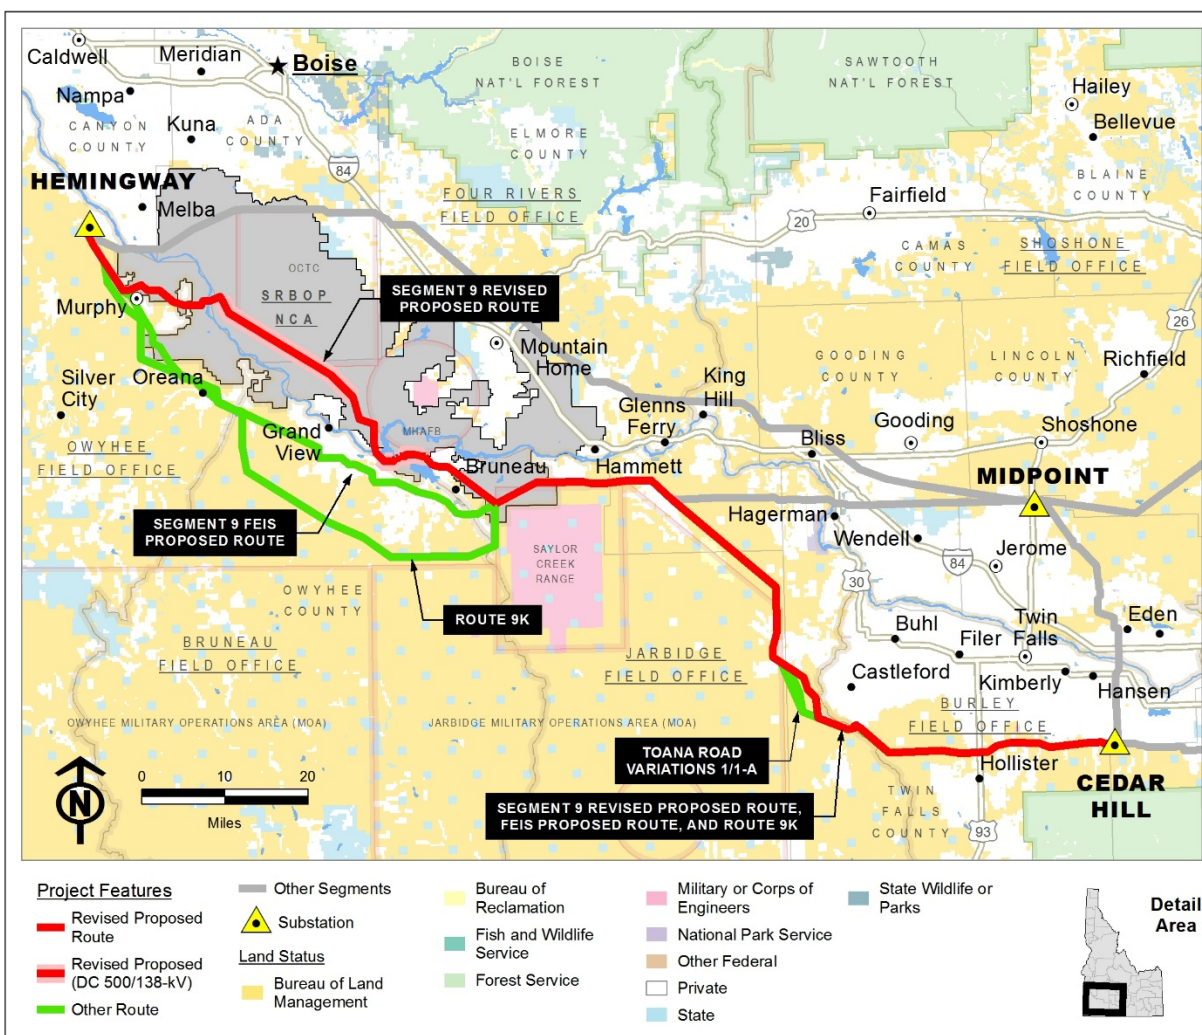 Caldwell
Meridian
Boise
BOISE
NAT'L FOREST
SAWTOOTH
NAT'L FOREST
Nampa
CANYON
COUNTY
ADA
COUNTY
Kuna
ELMORE
COUNTY
Hailey
Bellevue
BLAINE
COUNTY
84
HEMINGWAY
Melba
FOUR RIVERS
FIELD OFFICE
Fairfield
20
CAMAS
COUNTY
SHOSHONE
FIELD OFFICE
OCTC
SRBOP
NCA
SEGMENT 9 REVISED
PROPOSED ROUTE
Murphy
26
Mountain
Home
GOODING
COUNTY
LINCOLN
COUNTY
Richfield
Silver
City
Oreana
King
Hill
Glenns
Ferry
Gooding
Shoshone
OWYHEE
FIELD OFFICE
Grand
View
MHAFB
Bruneau
Hammett
Bliss
MIDPOINT
SEGMENT 9 FEIS
PROPOSED ROUTE
Hagerman
Wendell
Jerome
84
SAYLOR
CREEK
RANGE
30
OWYHEE
COUNTY
ROUTE 9K
Buhl
Filer
Twin
Falls
Eden
BRUNEAU
FIELD OFFICE
JARBIDGE
FIELD OFFICE
Castleford
Kimberly
Hansen
BURLEY
FIELD OFFICE
OWYHEE MILITARY OPERATIONS AREA (MOA)
JARBIDGE MILITARY OPERATIONS AREA (MOA)
TOANA ROAD
VARIATIONS 1/1-A
Hollister
CEDAR
HILL
SEGMENT 9 REVISED PROPOSED ROUTE,
FEIS PROPOSED ROUTE, AND ROUTE 9K
TWIN
FALLS
COUNTY
93
N
0 10 20
Miles
Project Features
Revised Proposed
Route
Revised Proposed
(DC 500/138-kV)
Other Route
Other Segments
Substation
Land Status
Bureau of Land
Management
Bureau of
Reclamation
Fish and Wildlife
Service
Forest Service
Military or Corps of
Engineers
National Park Service
Other Federal
Private
State
State Wildlife or
Parks
Detail
Area